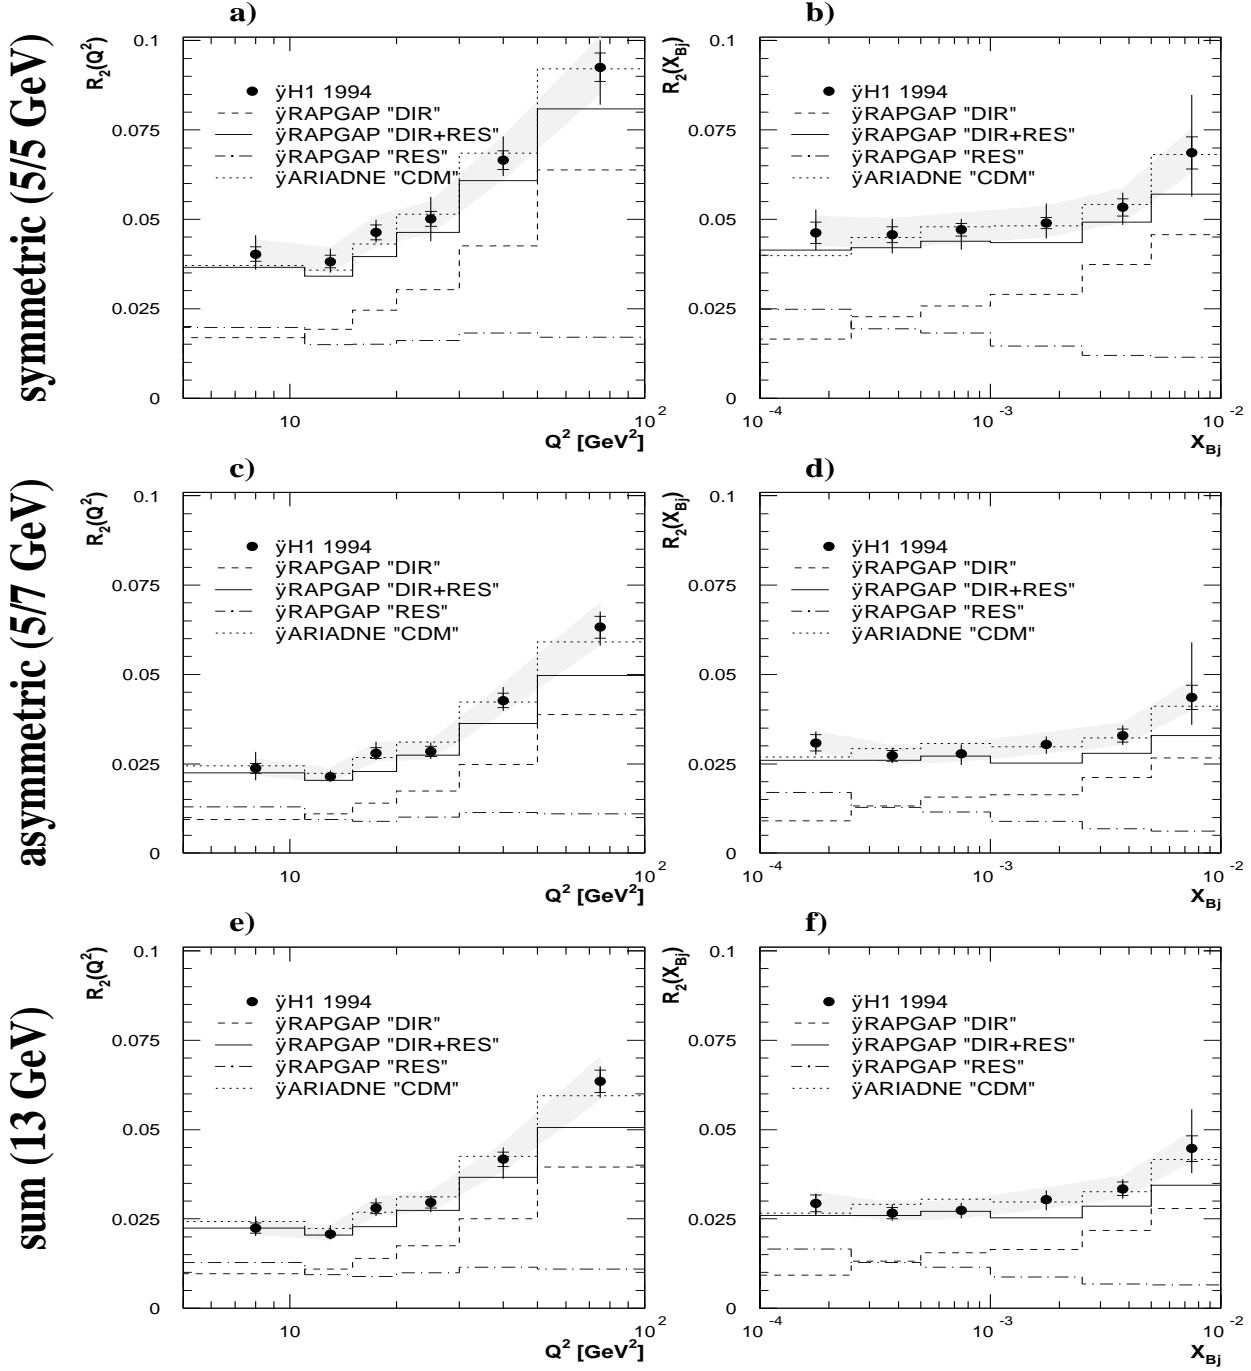 symmetric (5/5 GeV)
a)
R2(Q²)
0.1
0.075
0.05
0.025
0
ÿH1 1994
ÿRAPGAP "DIR"
ÿRAPGAP "DIR+RES"
ÿRAPGAP "RES"
ÿARIADNE "CDM"
10
10²
Q² [GeV²]
b)
R2(XBj)
0.1
0.075
0.05
0.025
0
ÿH1 1994
ÿRAPGAP "DIR"
ÿRAPGAP "DIR+RES"
ÿRAPGAP "RES"
ÿARIADNE "CDM"
10⁻⁴
10⁻³
10⁻²
XBj
asymmetric (5/7 GeV)
c)
R2(Q²)
0.1
0.075
0.05
0.025
0
ÿH1 1994
ÿRAPGAP "DIR"
ÿRAPGAP "DIR+RES"
ÿRAPGAP "RES"
ÿARIADNE "CDM"
10
10²
Q² [GeV²]
d)
R2(XBj)
0.1
0.075
0.05
0.025
0
ÿH1 1994
ÿRAPGAP "DIR"
ÿRAPGAP "DIR+RES"
ÿRAPGAP "RES"
ÿARIADNE "CDM"
10⁻⁴
10⁻³
10⁻²
XBj
sum (13 GeV)
e)
R2(Q²)
0.1
0.075
0.05
0.025
0
ÿH1 1994
ÿRAPGAP "DIR"
ÿRAPGAP "DIR+RES"
ÿRAPGAP "RES"
ÿARIADNE "CDM"
10
10²
Q² [GeV²]
f)
R2(XBj)
0.1
0.075
0.05
0.025
0
ÿH1 1994
ÿRAPGAP "DIR"
ÿRAPGAP "DIR+RES"
ÿRAPGAP "RES"
ÿARIADNE "CDM"
10⁻⁴
10⁻³
10⁻²
XBj